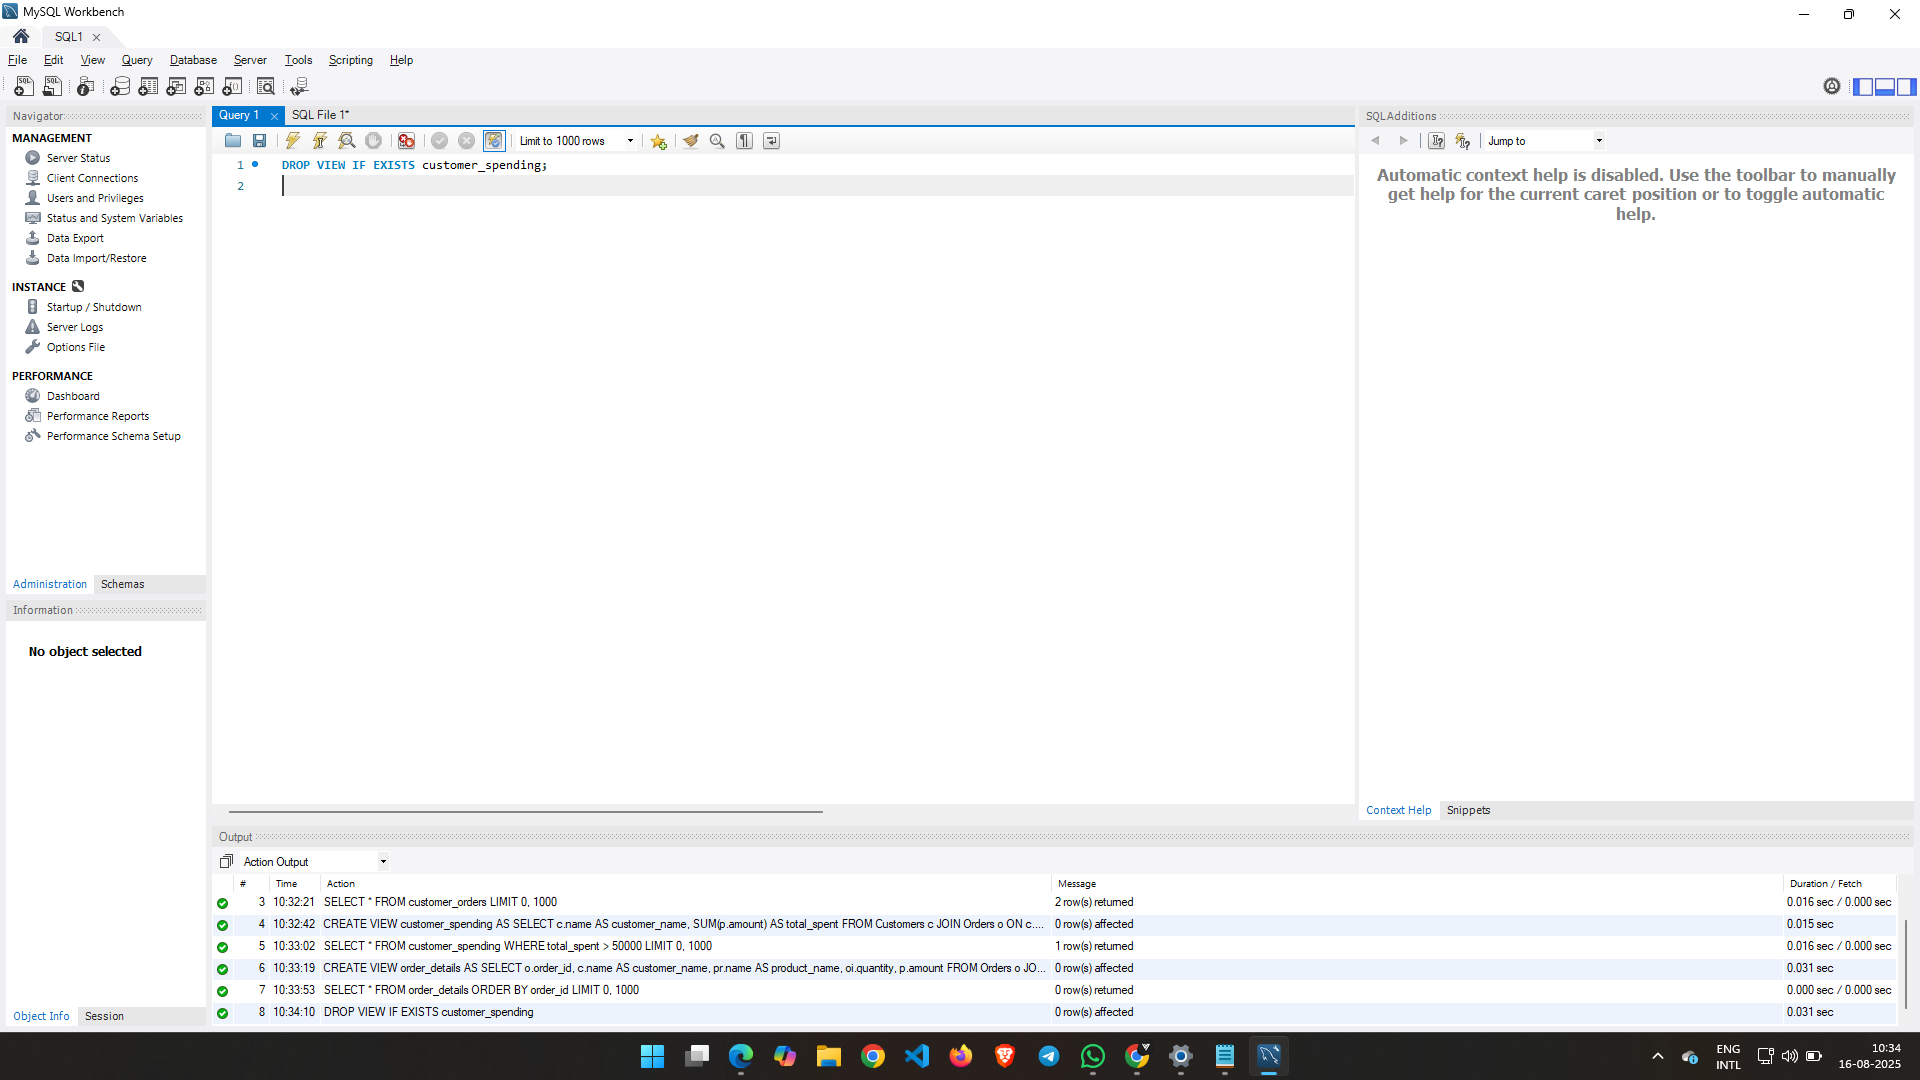 MySQL Workbench
SQL1
File Edit View Query Database Server Tools Scripting Help
Navigator
MANAGEMENT
Server Status
Client Connections
Users and Privileges
Status and System Variables
Data Export
Data Import/Restore
INSTANCE
Startup / Shutdown
Server Logs
Options File
PERFORMANCE
Dashboard
Performance Reports
Performance Schema Setup
Administration Schemas
Information
No object selected
Object Info Session
Query 1 SQL File 1*
Limit to 1000 rows
1 DROP VIEW IF EXISTS customer_spending;
2
SQLAdditions
Jump to
Automatic context help is disabled. Use the toolbar to manually
get help for the current caret position or to toggle automatic
help.
Context Help Snippets
Output
Action Output
# Time Action Message Duration / Fetch
3 10:32:21 SELECT * FROM customer_orders LIMIT 0, 1000 2 row(s) returned 0.016 sec / 0.000 sec
4 10:32:42 CREATE VIEW customer_spending AS SELECT c.name AS customer_name, SUM(p.amount) AS total_spent FROM Customers c JOIN Orders o ON c.... 0 row(s) affected 0.015 sec
5 10:33:02 SELECT * FROM customer_spending WHERE total_spent > 50000 LIMIT 0, 1000 1 row(s) returned 0.016 sec / 0.000 sec
6 10:33:19 CREATE VIEW order_details AS SELECT o.order_id, c.name AS customer_name, pr.name AS product_name, oi.quantity, p.amount FROM Orders o JO... 0 row(s) affected 0.031 sec
7 10:33:53 SELECT * FROM order_details ORDER BY order_id LIMIT 0, 1000 0 row(s) returned 0.000 sec / 0.000 sec
8 10:34:10 DROP VIEW IF EXISTS customer_spending 0 row(s) affected 0.031 sec
ENG
INTL
10:34
16-08-2025